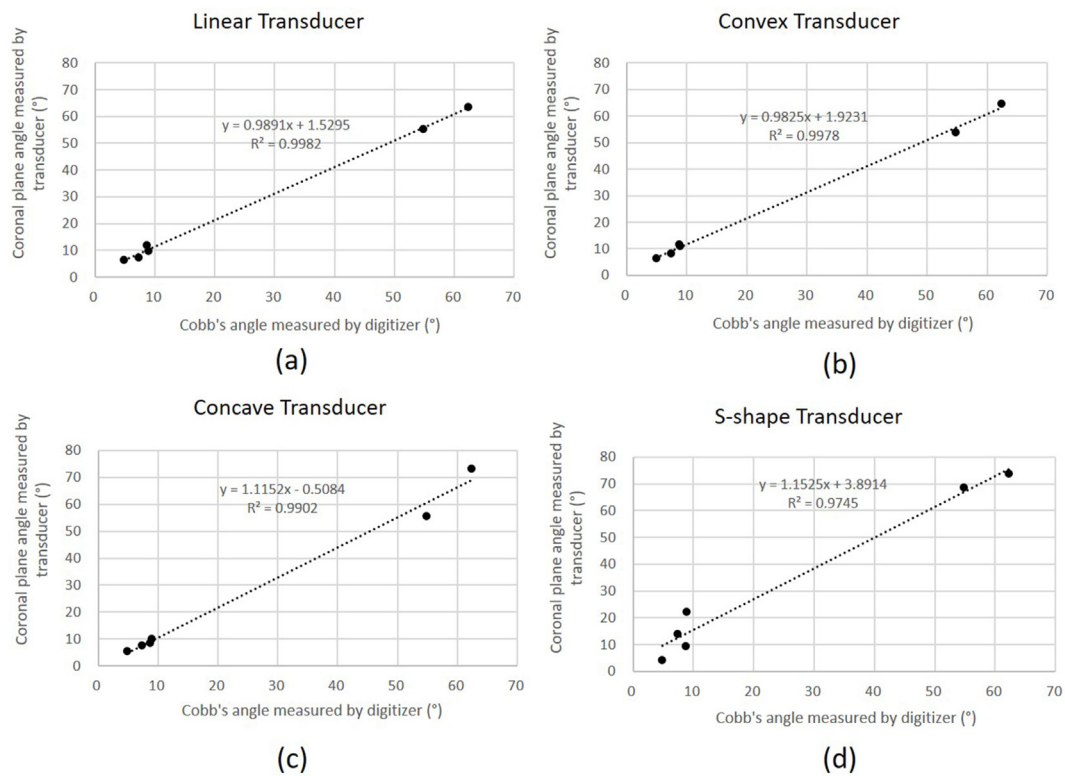 Linear Transducer
Coronal plane angle measured by
transducer (°)
80
70
60
50
40
30
20
10
0
y = 0.9891x + 1.5295
R² = 0.9982
0 10 20 30 40 50 60 70
Cobb's angle measured by digitizer (°)
(a)
Convex Transducer
Coronal plane angle measured by
transducer (°)
80
70
60
50
40
30
20
10
0
y = 0.9825x + 1.9231
R² = 0.9978
0 10 20 30 40 50 60 70
Cobb's angle measured by digitizer (°)
(b)
Concave Transducer
Coronal plane angle measured by
transducer (°)
80
70
60
50
40
30
20
10
0
y = 1.1152x - 0.5084
R² = 0.9902
0 10 20 30 40 50 60 70
Cobb's angle measured by digitizer (°)
(c)
S-shape Transducer
Coronal plane angle measured by
transducer (°)
80
70
60
50
40
30
20
10
0
y = 1.1525x + 3.8914
R² = 0.9745
0 10 20 30 40 50 60 70
Cobb's angle measured by digitizer (°)
(d)